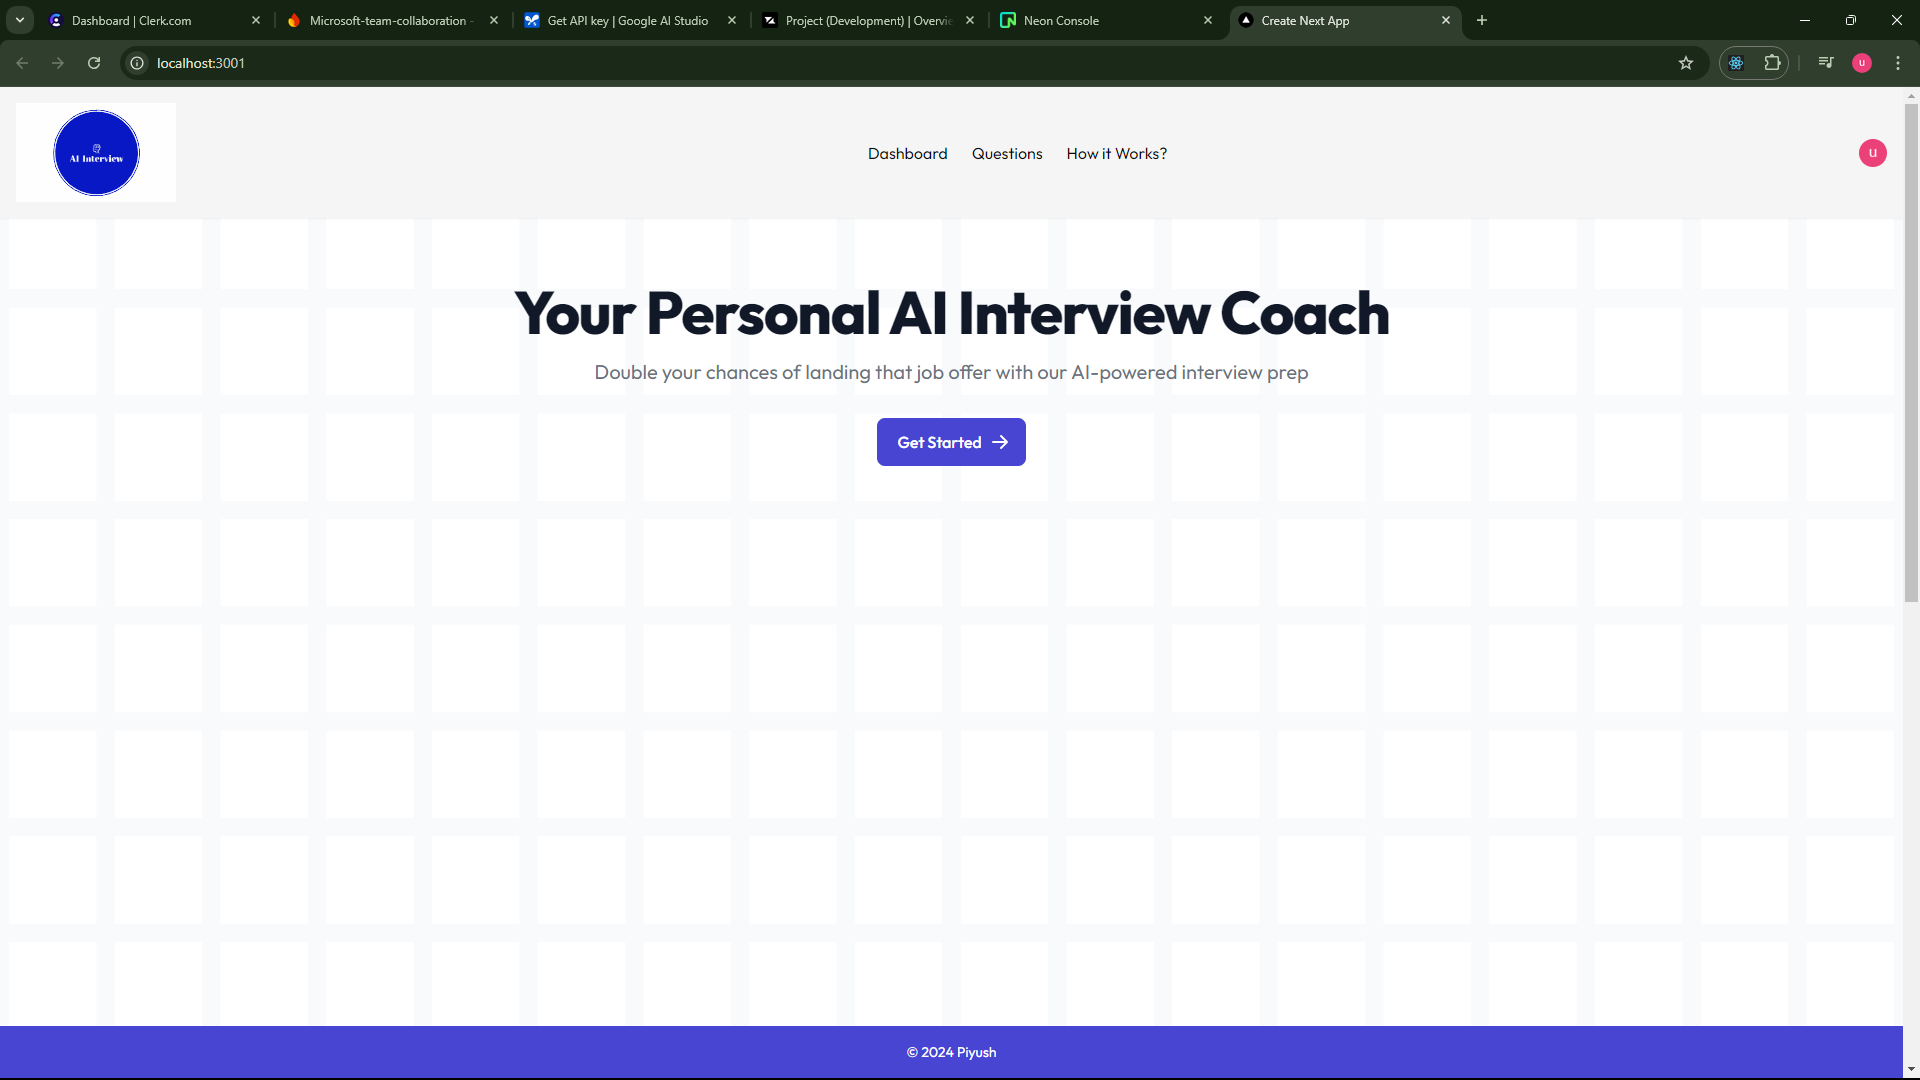 Dashboard | Clerk.com
Microsoft-team-collaboration -
Get API key | Google AI Studio
Project (Development) | Overvie
Neon Console
Create Next App
localhost:3001
u
AI Interview
Dashboard
Questions
How it Works?
u
Your Personal AI Interview Coach
Double your chances of landing that job offer with our AI-powered interview prep
Get Started
© 2024 Piyush